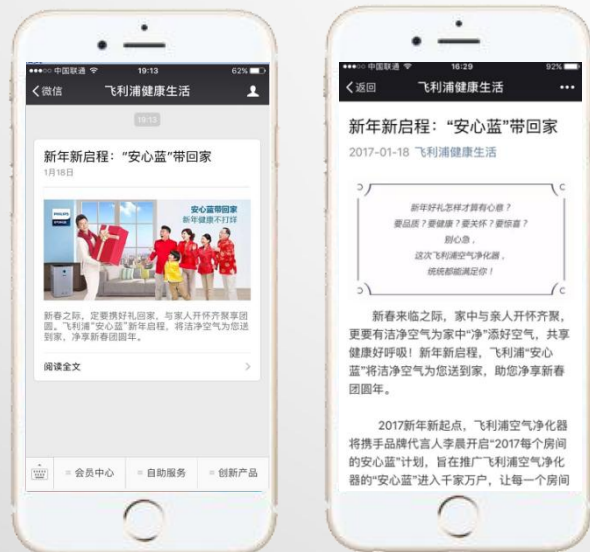 中国联通
19:13
62%
微信
飞利浦健康生活
19:13
新年新启程：“安心蓝”带回家
1月18日
PHILIPS
安心蓝带回家
新年健康不打烊
新春之际，定要携好礼回家，与家人开怀齐聚享团
圆。飞利浦“安心蓝”新年启程，将洁净空气为您送
到家，净享新春团圆年。
阅读全文
会员中心
自助服务
创新产品
中国联通
16:29
92%
返回
飞利浦健康生活
新年新启程：“安心蓝”带回家
2017-01-18 飞利浦健康生活
新年好礼怎样才算有心意？
要品质？要健康？要关怀？要惊喜？
别心急，
这次飞利浦空气净化器，
统统都能满足你！
新春来临之际，家中与亲人开怀齐聚，
更要有洁净空气为家中“净”添好空气，共享
健康好呼吸！新年新启程，飞利浦“安心
蓝”将洁净空气为您送到家，助您净享新春
团圆年。
2017新年新起点，飞利浦空气净化器
将携手品牌代言人李晨开启“2017每个房间
的安心蓝”计划，旨在推广飞利浦空气净化
器的“安心蓝”进入千家万户，让每一个房间